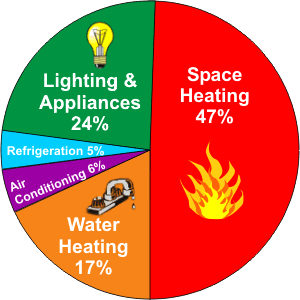 Lighting &
Appliances
24%
Space
Heating
47%
Refrigeration 5%
Air
Conditioning 6%
Water
Heating
17%